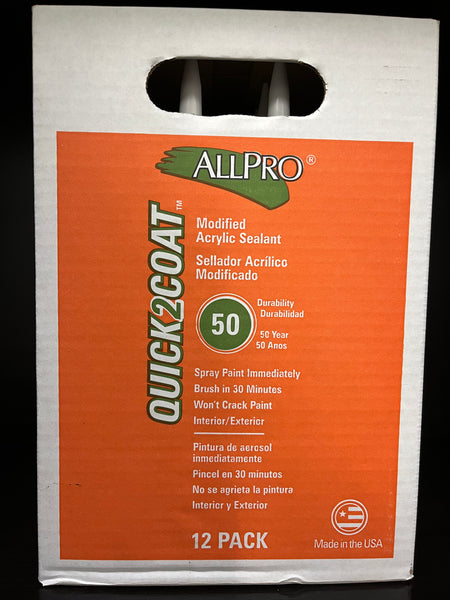 ALLPRO®
QUICK2COAT™
Modified
Acrylic Sealant
Sellador Acrílico
Modificado
50
Durability
Durabilidad
50 Year
50 Anos
Spray Paint Immediately
Brush in 30 Minutes
Won't Crack Paint
Interior/Exterior
Pintura de aerosol
inmediatamente
Pincel en 30 minutos
No se agrieta la pintura
Interior y Exterior
12 PACK
Made in the USA